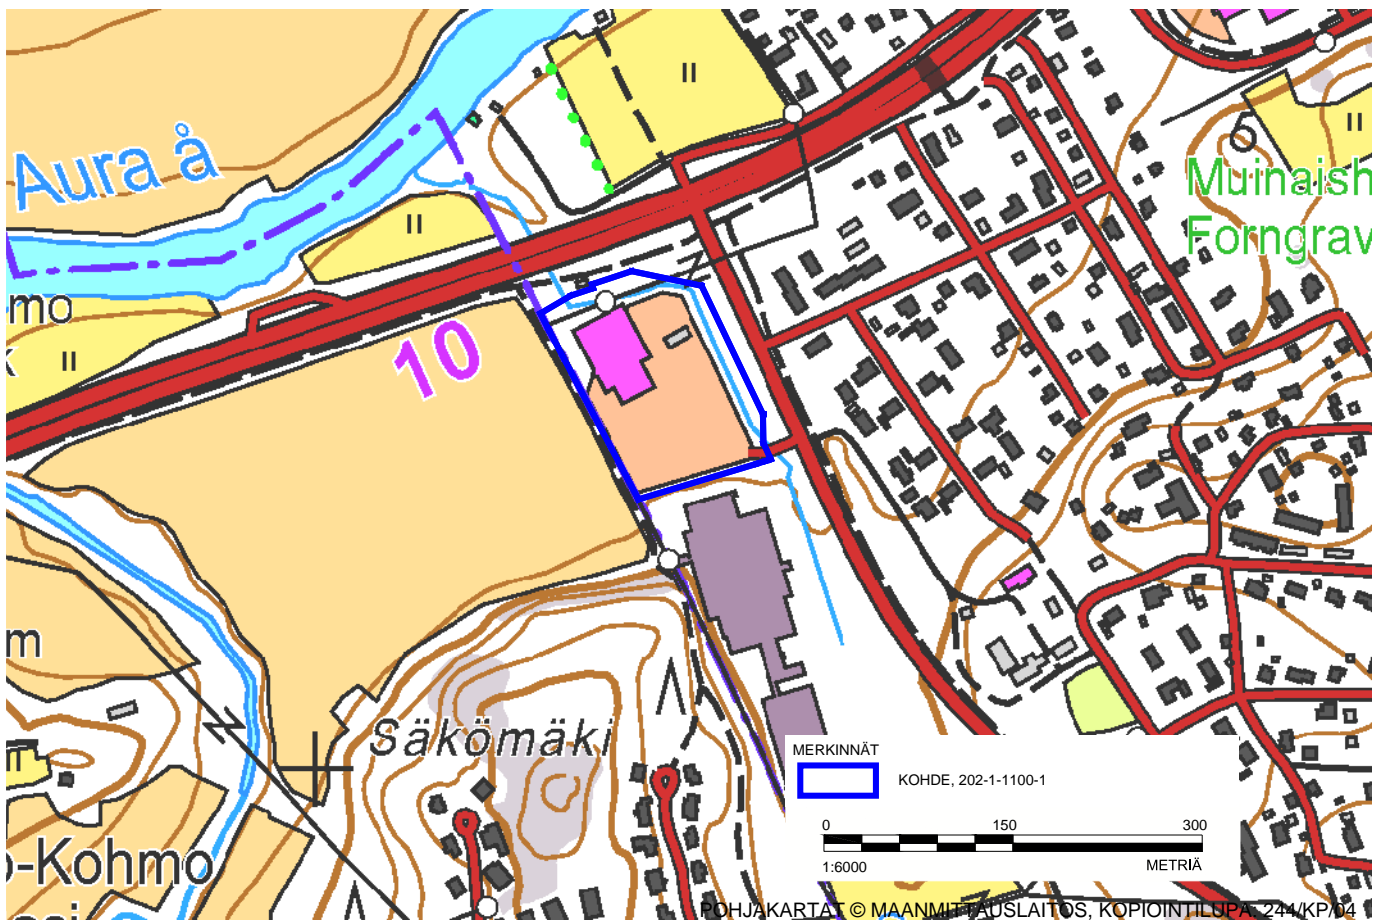 II
II
Aura å
II
Muinaish
Forngrav
mo
10
II
m
Säkömäki
MERKINNÄT
KOHDE, 202-1-1100-1
0 150 300
1:6000 METRIÄ
o-Kohmo
POHJAKARTAT © MAANMITTAUSLAITOS, KOPIOINTILUPA: 244/KP/04